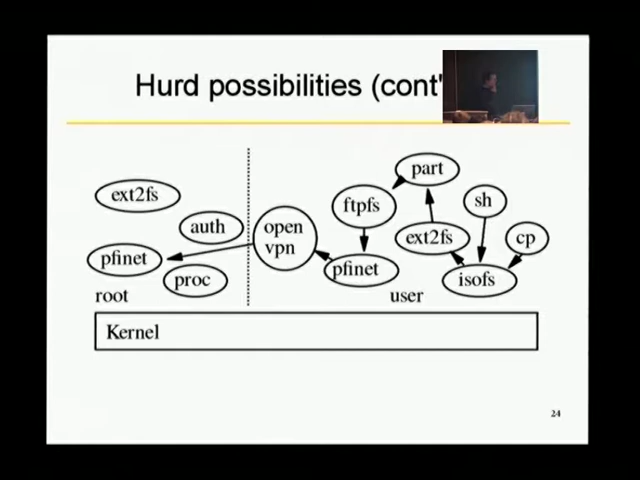 Hurd possibilities (cont'
part
ext2fs
sh
ftpfs
auth
open
vpn
ext2fs
cp
pfinet
pfinet
proc
isofs
root
user
Kernel
24